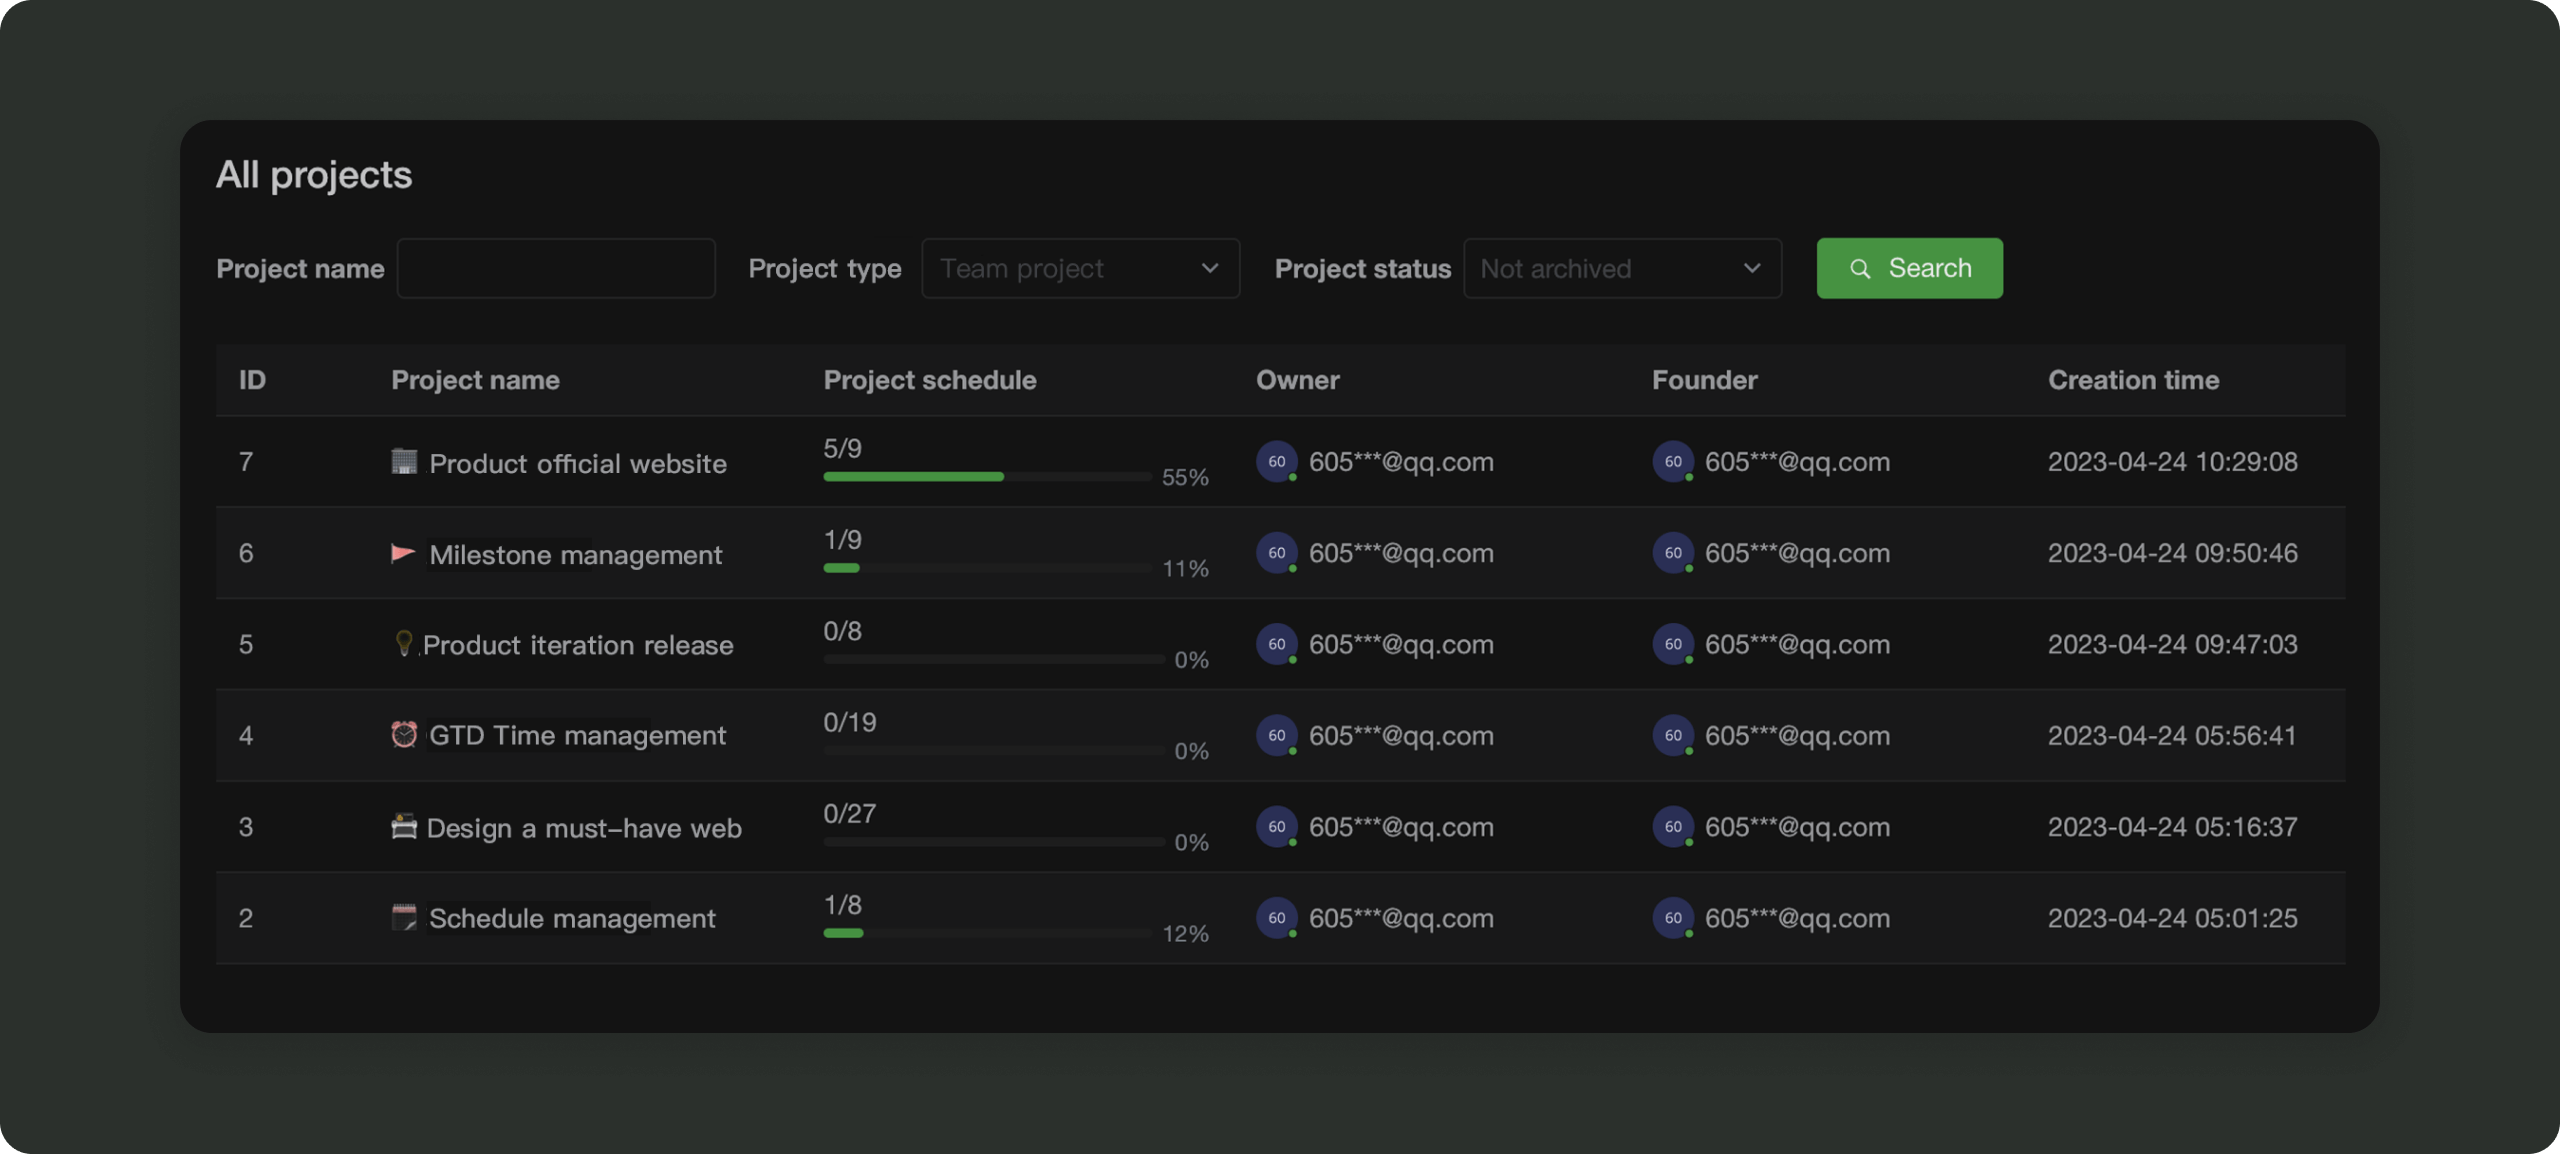 All projects
Project name Project type Team project Project status Not archived Search
ID Project name Project schedule Owner Founder Creation time
7 Product official website 5/9 55% 60 605***@qq.com 60 605***@qq.com 2023-04-24 10:29:08
6 Milestone management 1/9 11% 60 605***@qq.com 60 605***@qq.com 2023-04-24 09:50:46
5 Product iteration release 0/8 0% 60 605***@qq.com 60 605***@qq.com 2023-04-24 09:47:03
4 GTD Time management 0/19 0% 60 605***@qq.com 60 605***@qq.com 2023-04-24 05:56:41
3 Design a must-have web 0/27 0% 60 605***@qq.com 60 605***@qq.com 2023-04-24 05:16:37
2 Schedule management 1/8 12% 60 605***@qq.com 60 605***@qq.com 2023-04-24 05:01:25